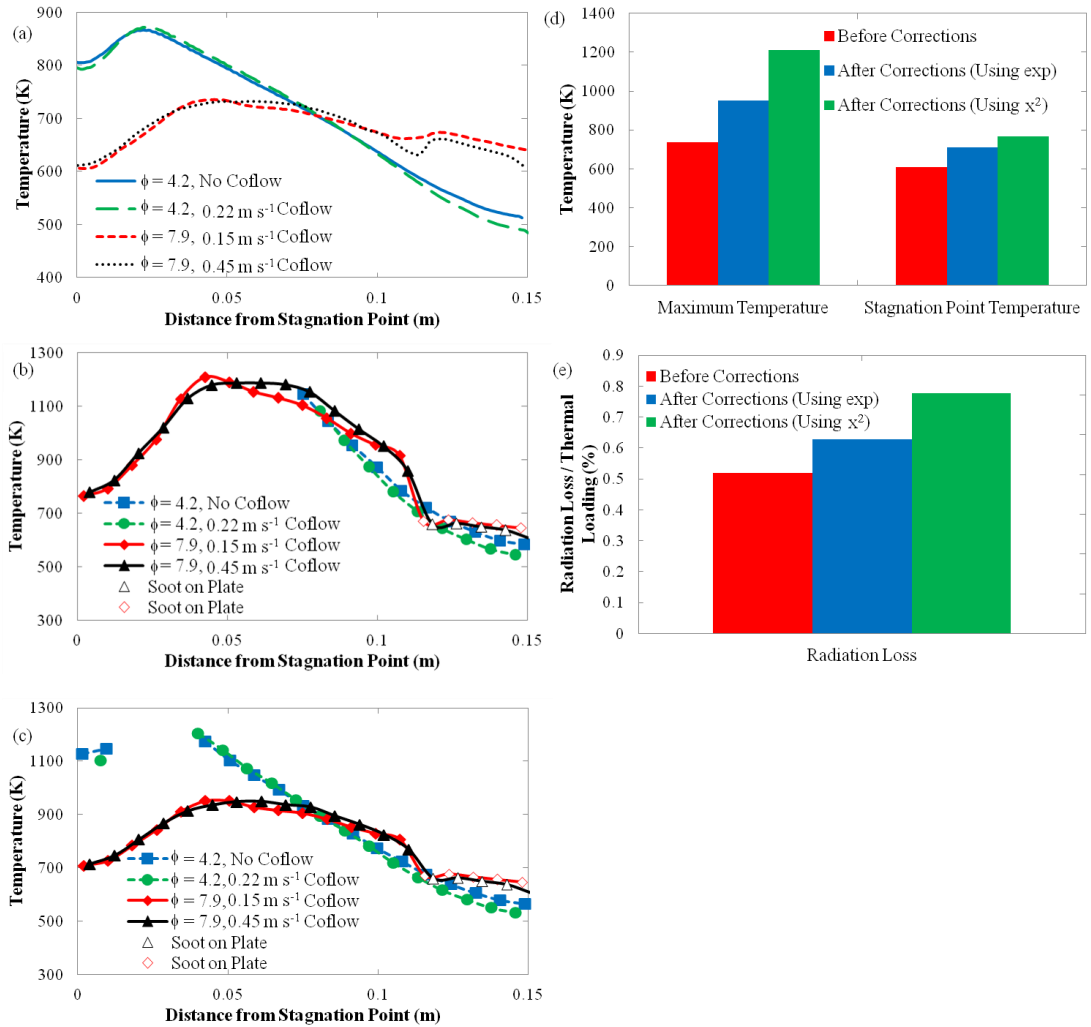 (a)
Temperature (K)
900
800
700
600
500
400
ϕ = 4.2, No Coflow
ϕ = 4.2, 0.22 m s⁻¹ Coflow
ϕ = 7.9, 0.15 m s⁻¹ Coflow
ϕ = 7.9, 0.45 m s⁻¹ Coflow
0 0.05 0.1 0.15
Distance from Stagnation Point (m)
(d)
Temperature (K)
1400
1200
1000
800
600
400
200
0
Before Corrections
After Corrections (Using exp)
After Corrections (Using x²)
Maximum Temperature Stagnation Point Temperature
(b)
Temperature (K)
1300
1100
900
700
500
300
ϕ = 4.2, No Coflow
ϕ = 4.2, 0.22 m s⁻¹ Coflow
ϕ = 7.9, 0.15 m s⁻¹ Coflow
ϕ = 7.9, 0.45 m s⁻¹ Coflow
Soot on Plate
Soot on Plate
0 0.05 0.1 0.15
Distance from Stagnation Point (m)
(e)
Radiation Loss / Thermal
Loading (%)
0.9
0.8
0.7
0.6
0.5
0.4
0.3
0.2
0.1
0
Before Corrections
After Corrections (Using exp)
After Corrections (Using x²)
Radiation Loss
(c)
Temperature (K)
1300
1100
900
700
500
300
ϕ = 4.2, No Coflow
ϕ = 4.2, 0.22 m s⁻¹ Coflow
ϕ = 7.9, 0.15 m s⁻¹ Coflow
ϕ = 7.9, 0.45 m s⁻¹ Coflow
Soot on Plate
Soot on Plate
0 0.05 0.1 0.15
Distance from Stagnation Point (m)